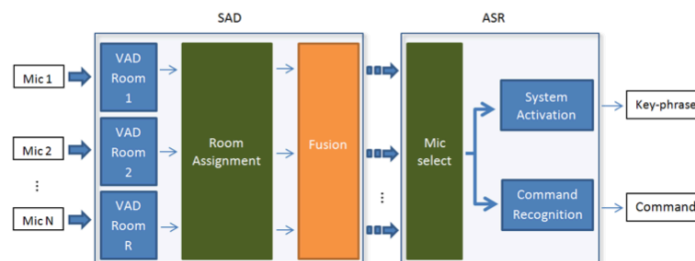 SAD
ASR
Mic 1
VAD
Room
1
Mic 2
VAD
Room
2
⋮
Mic N
VAD
Room
R
Room
Assignment
Fusion
⋮
Mic
select
System
Activation
Key-phrase
Command
Recognition
Command